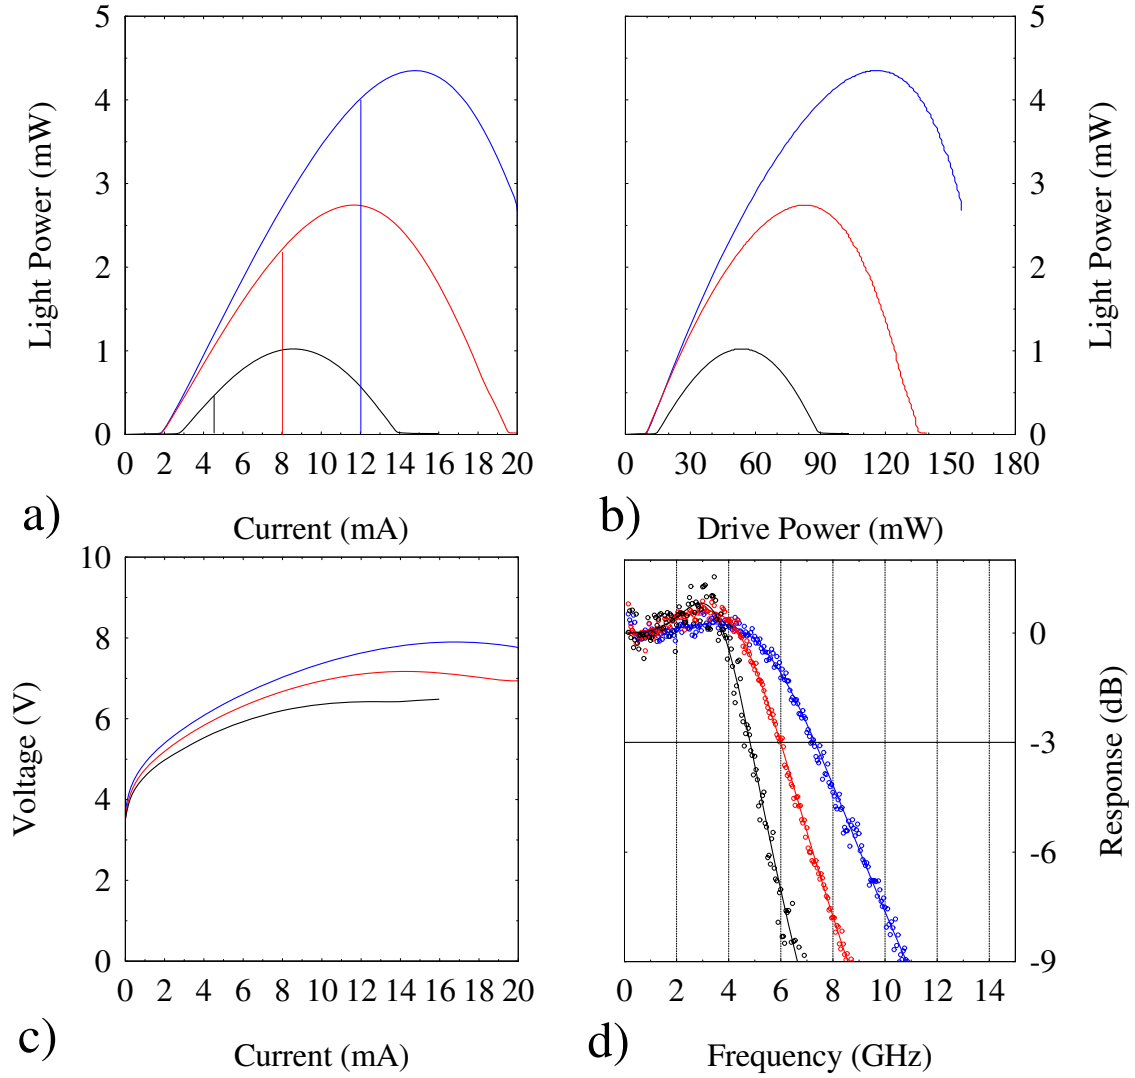 5
4
3
2
1
0
Light Power (mW)
0 2 4 6 8 10 12 14 16 18 20
a)
Current (mA)
5
4
3
2
1
0
Light Power (mW)
0 30 60 90 120 150 180
b)
Drive Power (mW)
10
8
6
4
2
0
Voltage (V)
0 2 4 6 8 10 12 14 16 18 20
c)
Current (mA)
0
-3
-6
-9
Response (dB)
0 2 4 6 8 10 12 14
d)
Frequency (GHz)